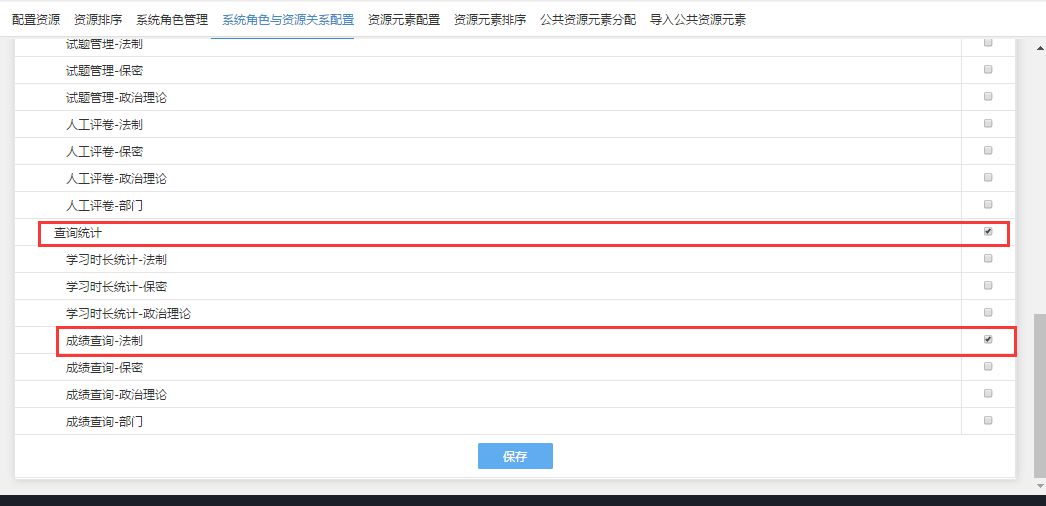 配置资源 资源排序 系统角色管理 系统角色与资源关系配置 资源元素配置 资源元素排序 公共资源元素分配 导入公共资源元素
试题管理-法制
试题管理-保密
试题管理-政治理论
人工评卷-法制
人工评卷-保密
人工评卷-政治理论
人工评卷-部门
查询统计
学习时长统计-法制
学习时长统计-保密
学习时长统计-政治理论
成绩查询-法制
成绩查询-保密
成绩查询-政治理论
成绩查询-部门
保存